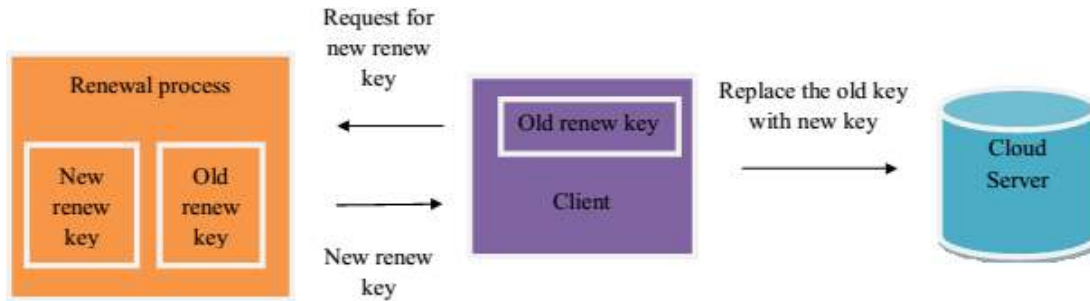 Renewal process
New
renew
key
Old
renew
key
Request for
new renew
key
New renew
key
Old renew key
Client
Replace the old key
with new key
Cloud
Server